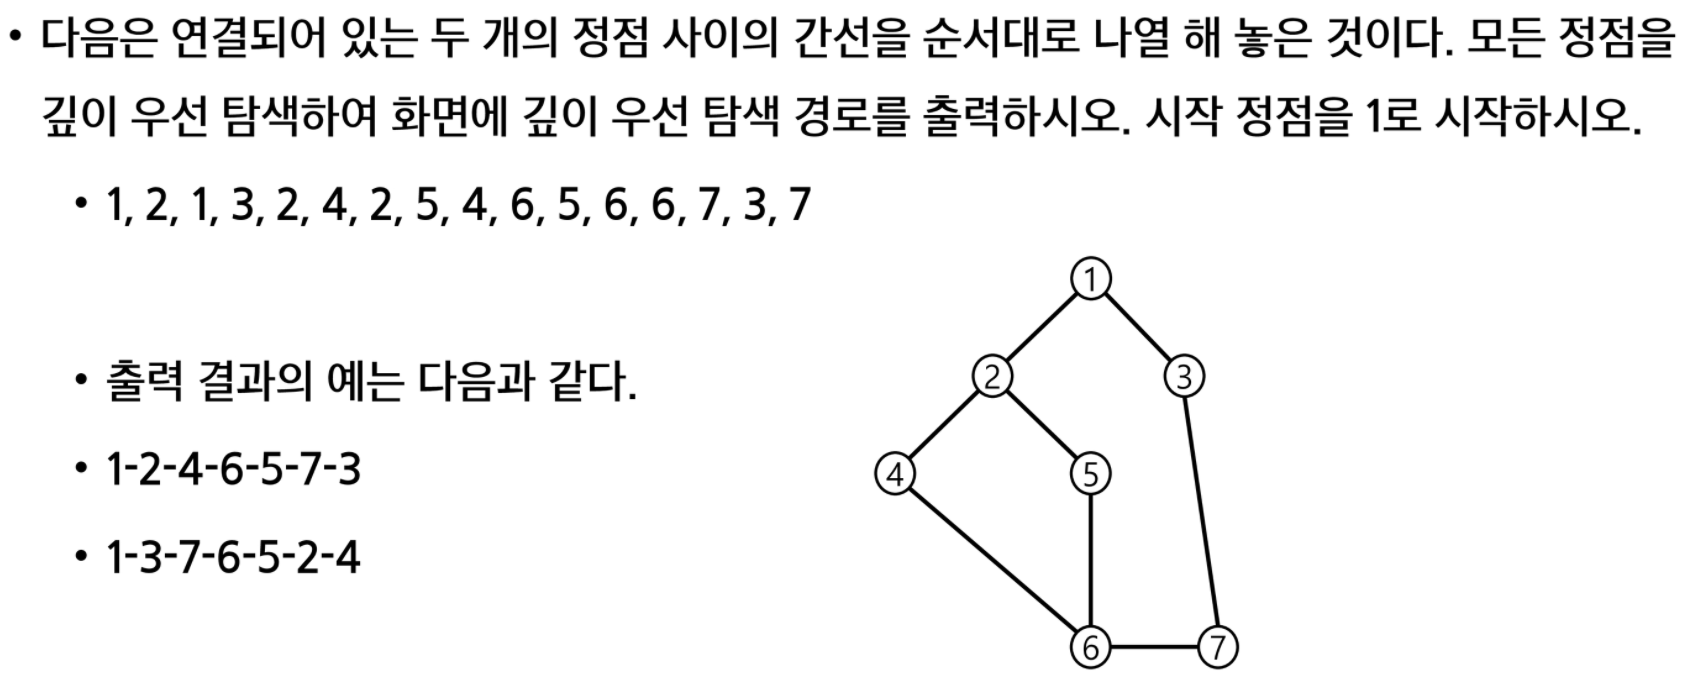 • 다음은 연결되어 있는 두 개의 정점 사이의 간선을 순서대로 나열 해 놓은 것이다. 모든 정점을
깊이 우선 탐색하여 화면에 깊이 우선 탐색 경로를 출력하시오. 시작 정점을 1로 시작하시오.
• 1, 2, 1, 3, 2, 4, 2, 5, 4, 6, 5, 6, 6, 7, 3, 7
• 출력 결과의 예는 다음과 같다.
• 1-2-4-6-5-7-3
• 1-3-7-6-5-2-4
1
2 3
4 5
6 7